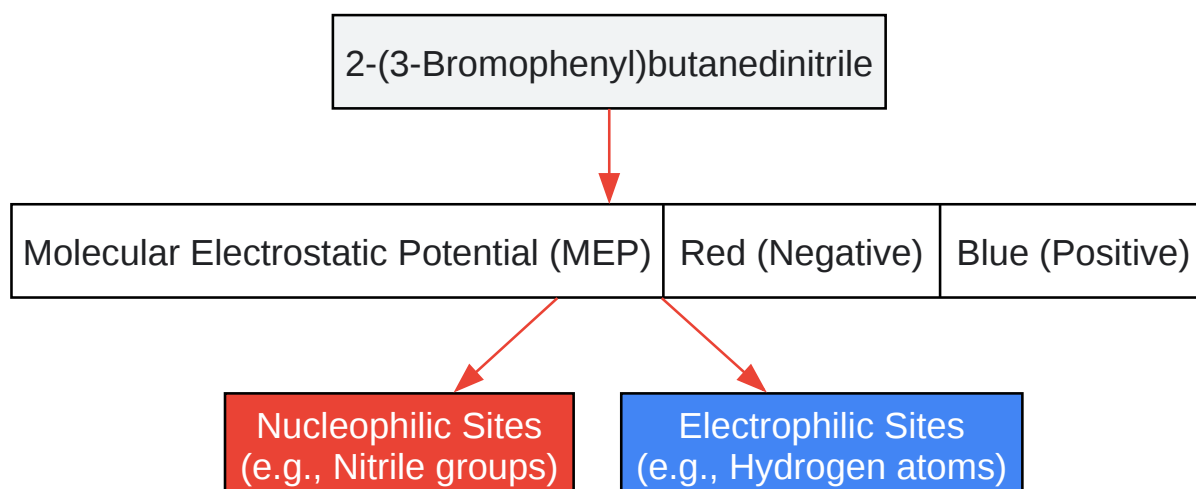 2-(3-Bromophenyl)butanedinitrile
Molecular Electrostatic Potential (MEP)
Red (Negative)
Blue (Positive)
Nucleophilic Sites
(e.g., Nitrile groups)
Electrophilic Sites
(e.g., Hydrogen atoms)